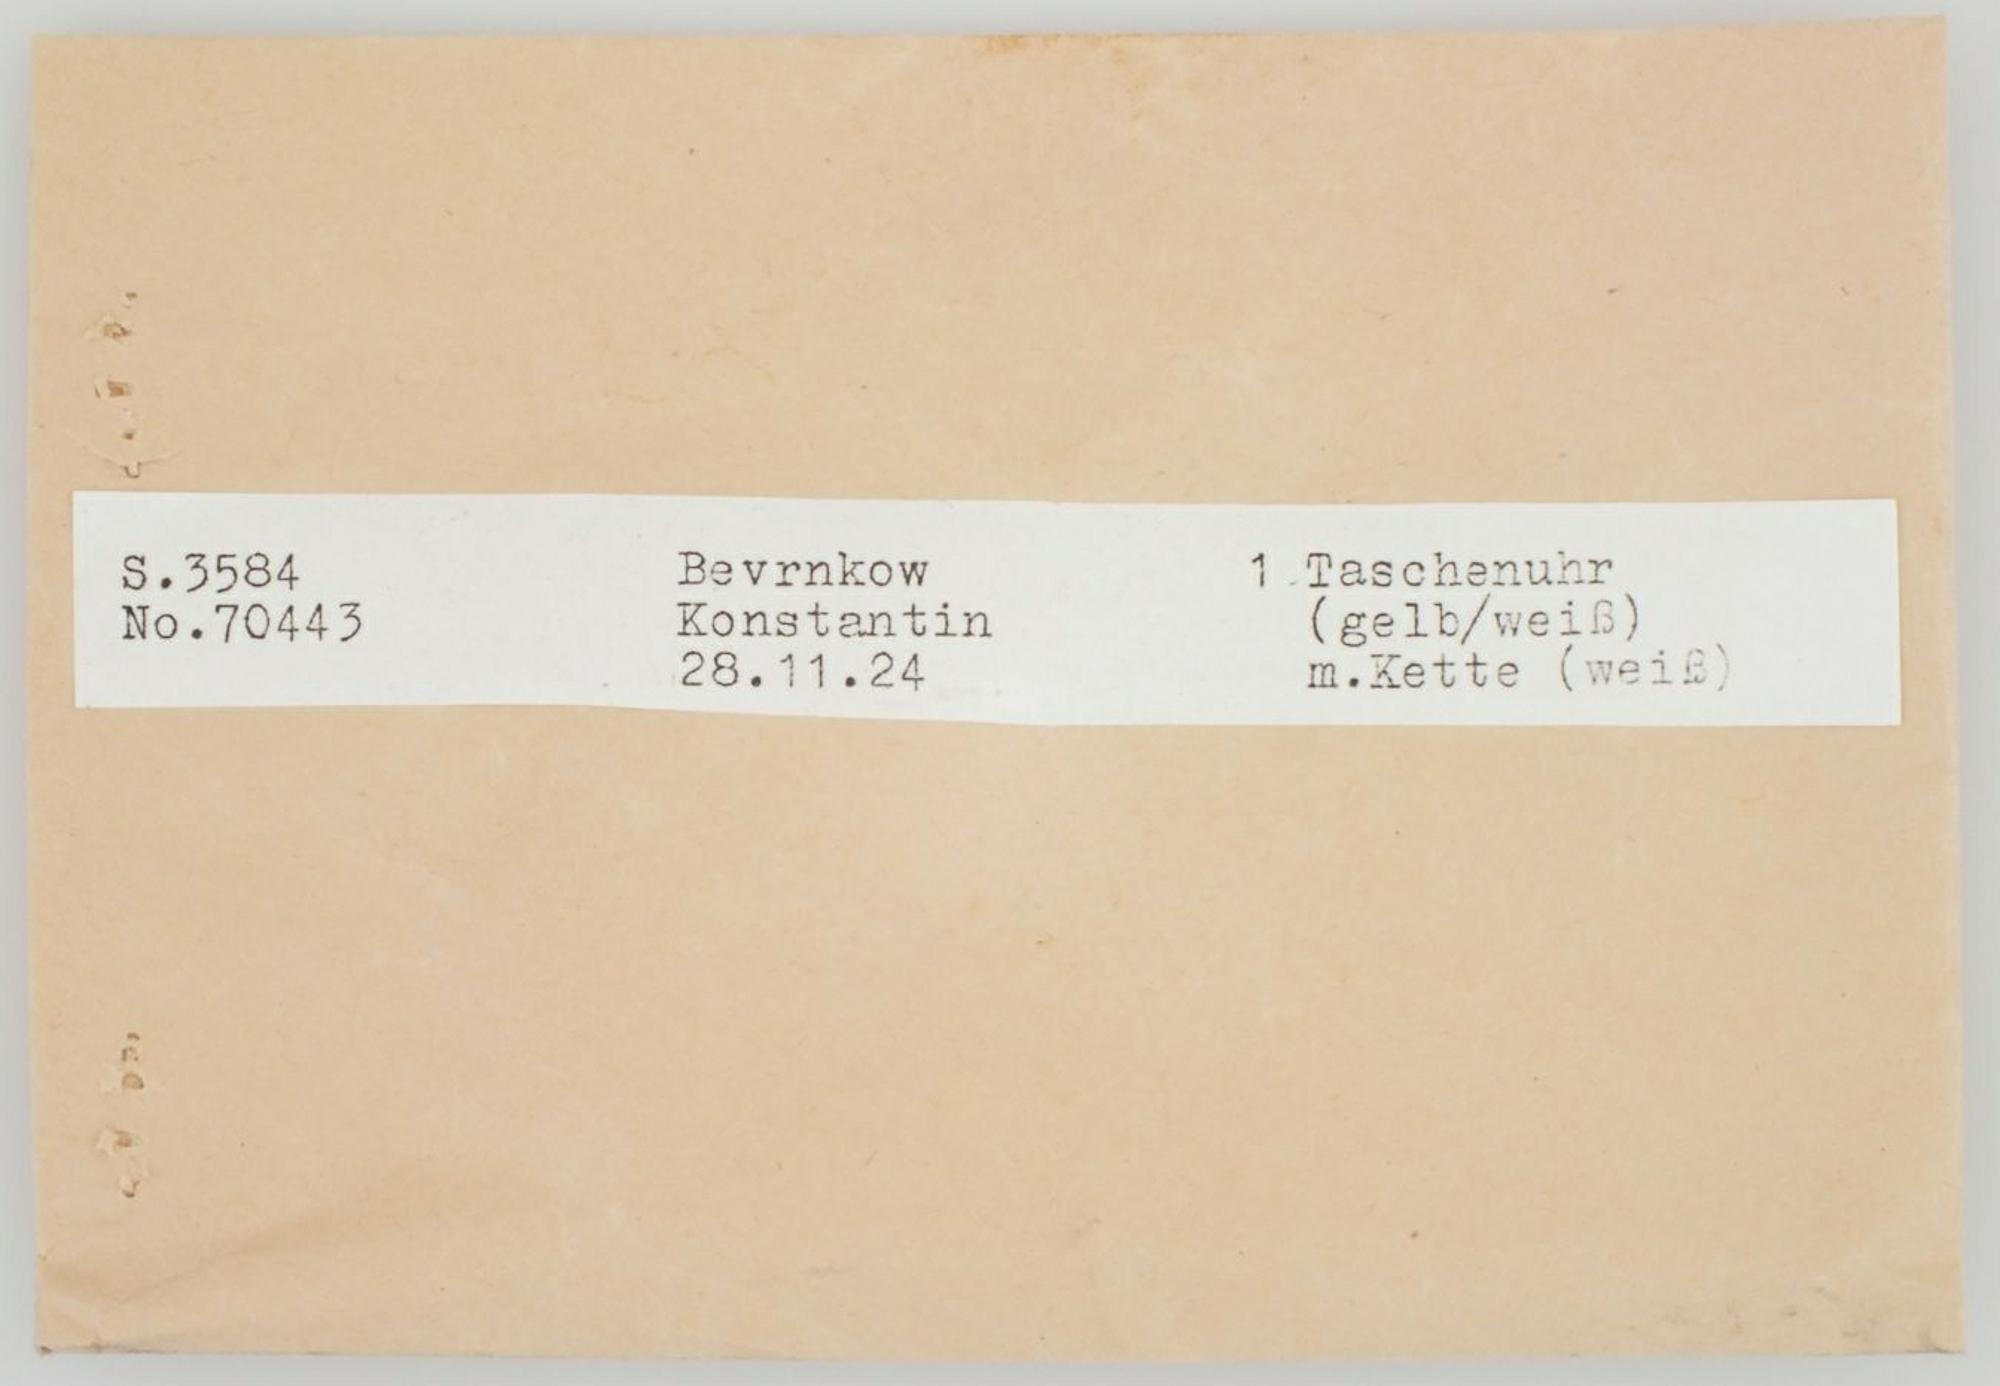 S.3584
No.70443
Bevrnkow
Konstantin
28.11.24
1 Taschenuhr
(gelb/weiß)
m.Kette (weiß)